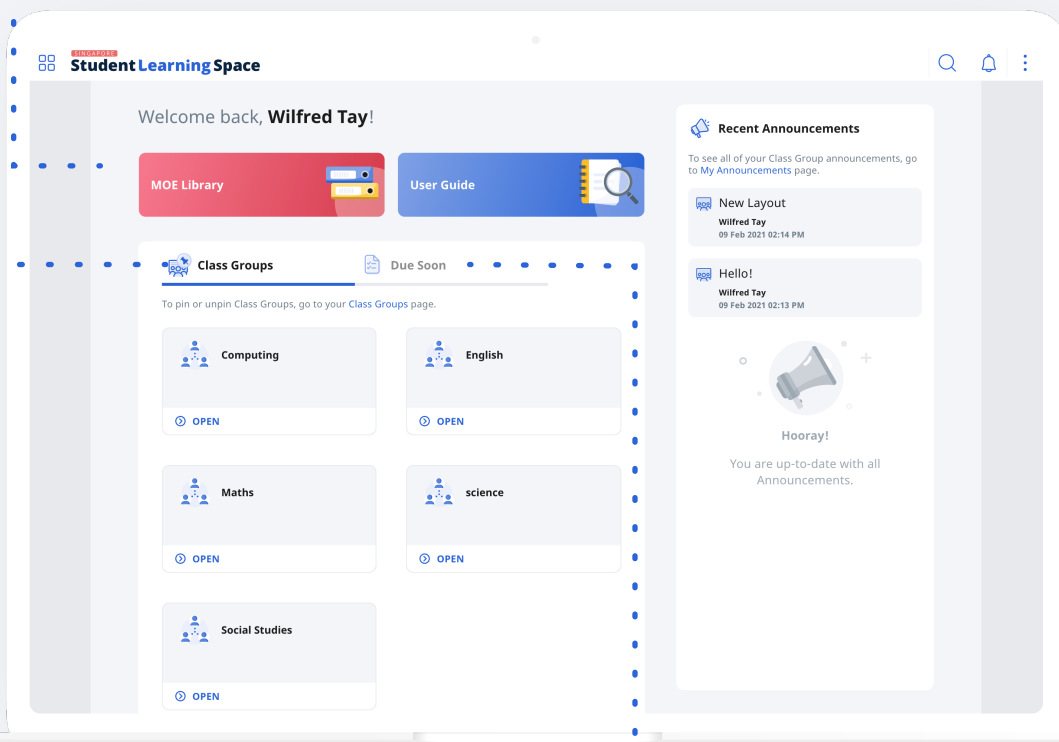 SINGAPORE
Student Learning Space
Welcome back, Wilfred Tay!
MOE Library
User Guide
Class Groups
Due Soon
To pin or unpin Class Groups, go to your Class Groups page.
Computing
OPEN
English
OPEN
Maths
OPEN
science
OPEN
Social Studies
OPEN
Recent Announcements
To see all of your Class Group announcements, go
to My Announcements page.
New Layout
Wilfred Tay
09 Feb 2021 02:14 PM
Hello!
Wilfred Tay
09 Feb 2021 02:13 PM
Hooray!
You are up-to-date with all
Announcements.